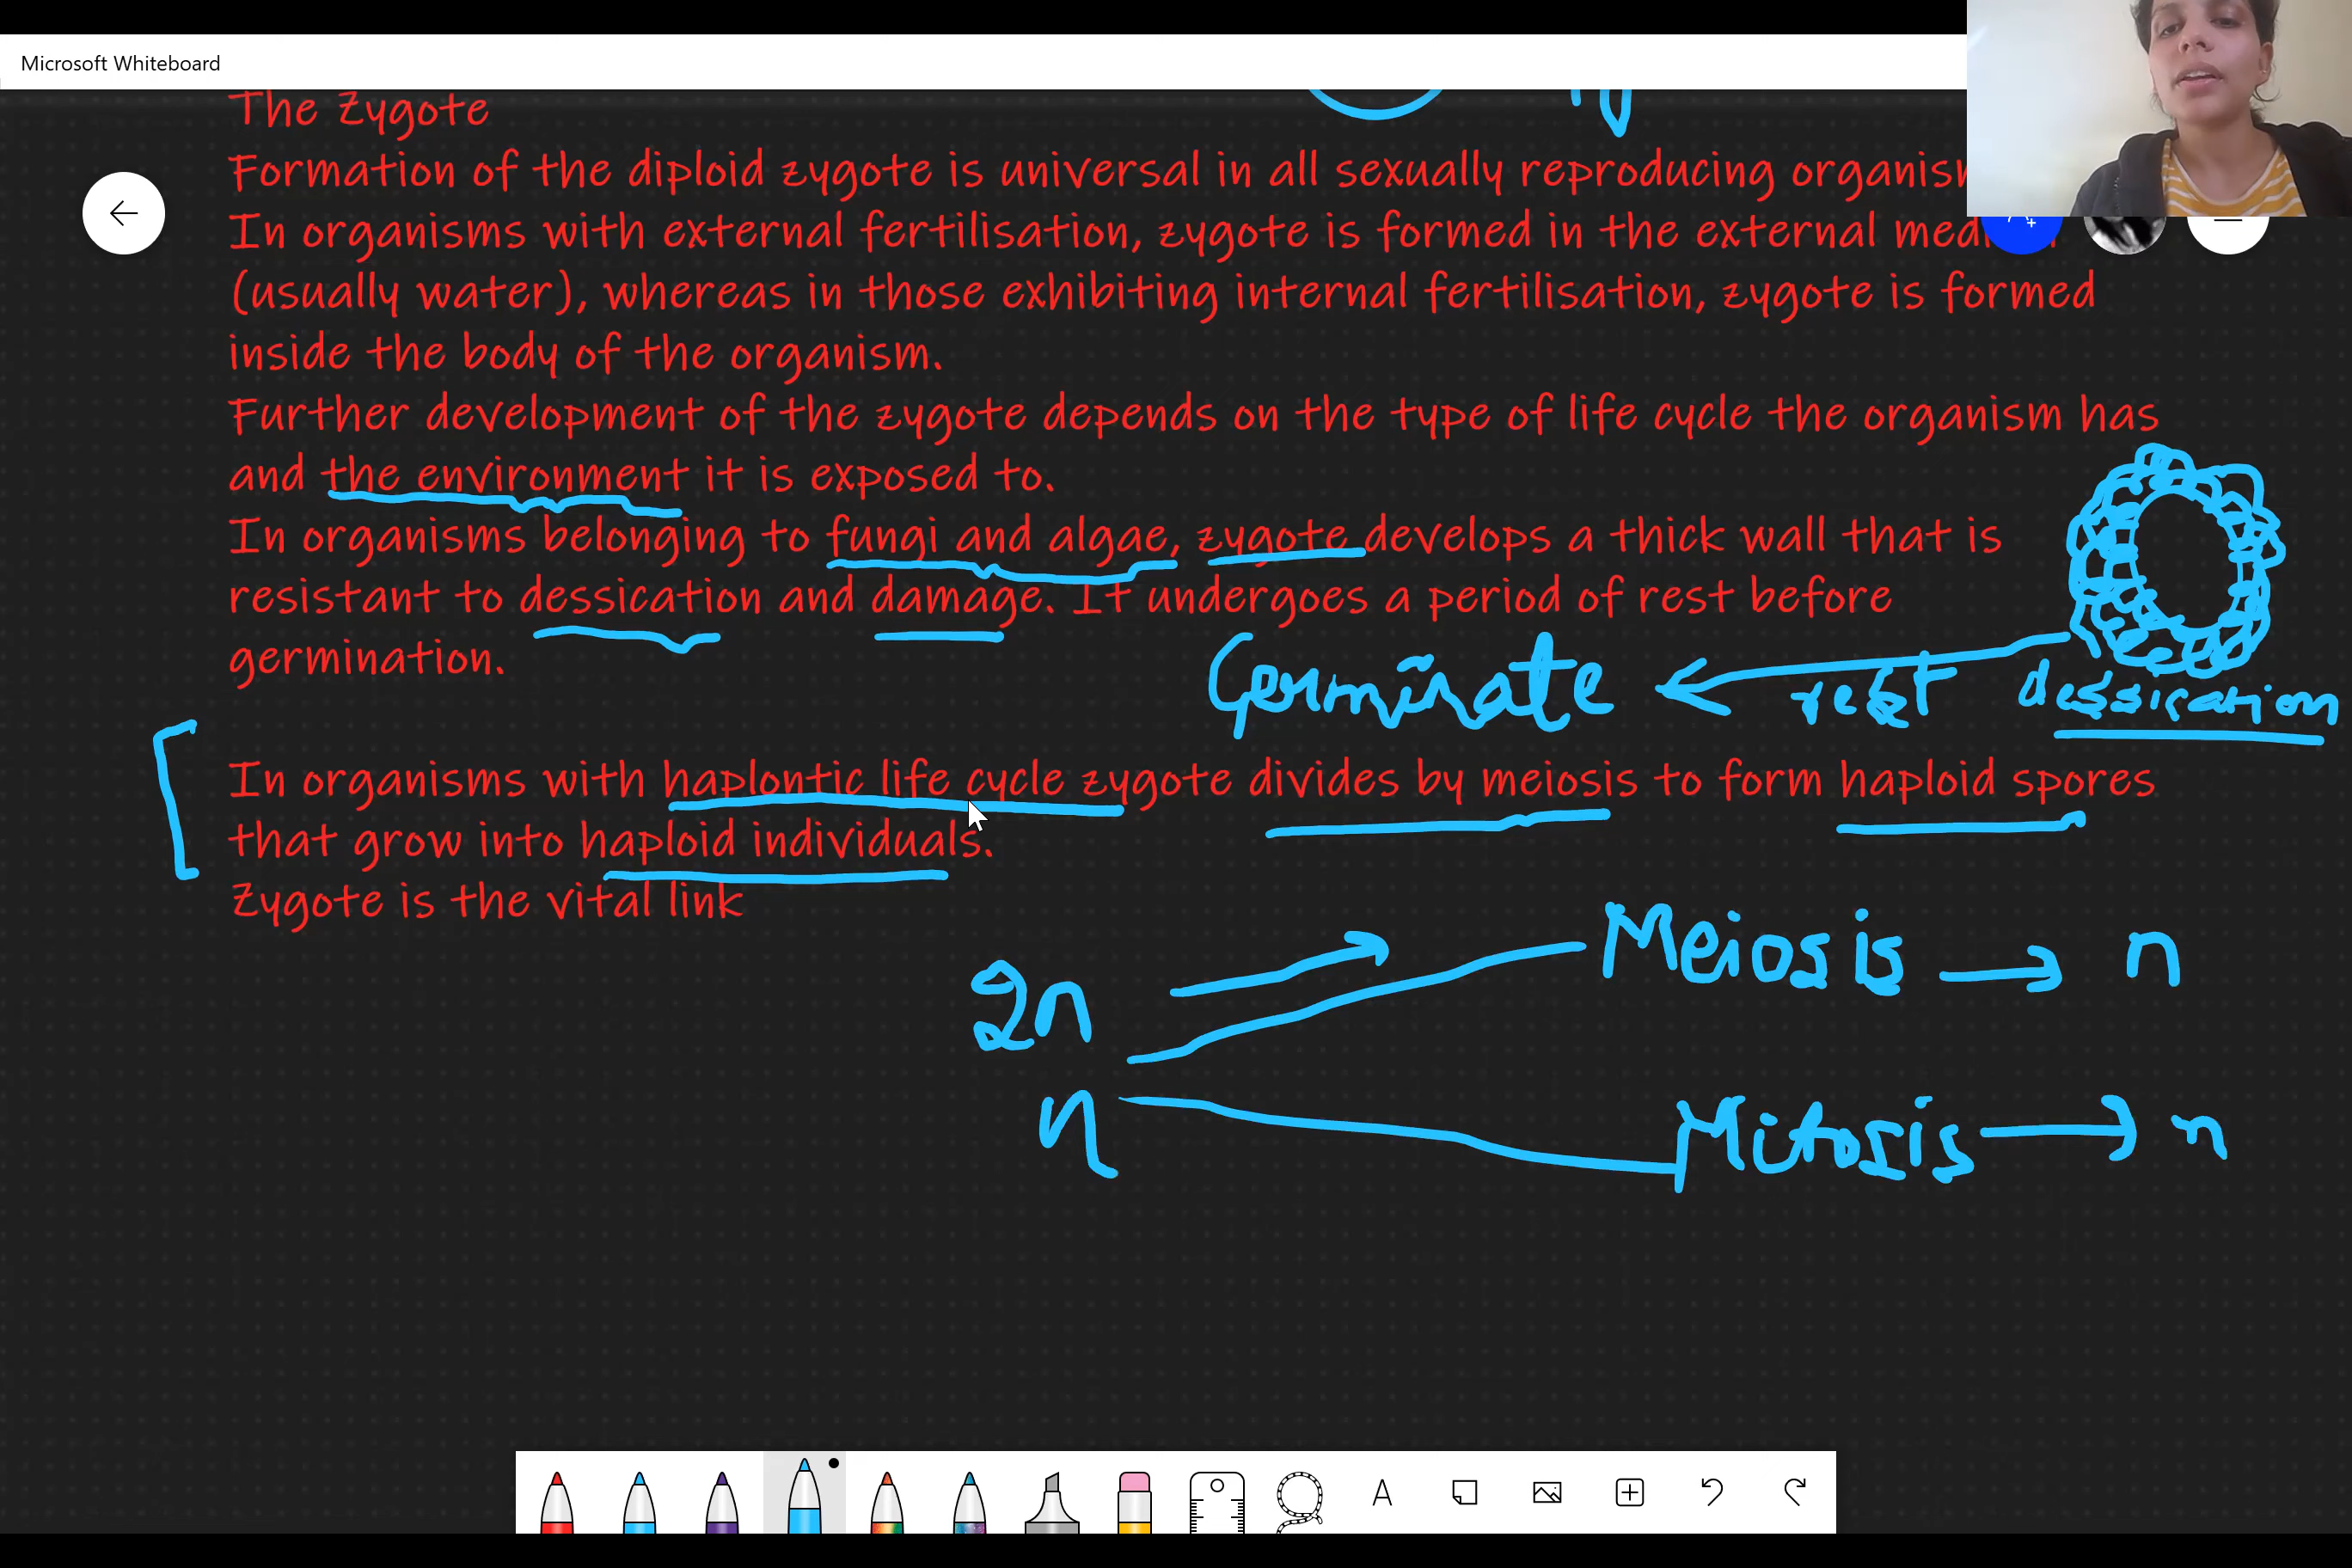 Microsoft Whiteboard
The Zygote
Formation of the diploid zygote is universal in all sexually reproducing
In organisms with external fertilisation, zygote is formed in the external
(usually water), whereas in those exhibiting internal fertilisation, zygote is formed
inside the body of the organism.
Further development of the zygote depends on the type of life cycle the organism has
and the environment it is exposed to.
In organisms belonging to fungi and algae, zygote develops a thick wall that is
resistant to dessication and damage. It undergoes a period of rest before
germination.
Germinate rest dessication
In organisms with haplontic life cycle zygote divides by meiosis to form haploid spores
that grow into haploid individuals.
Zygote is the vital link
2n Meiosis → n
n Mitosis → n